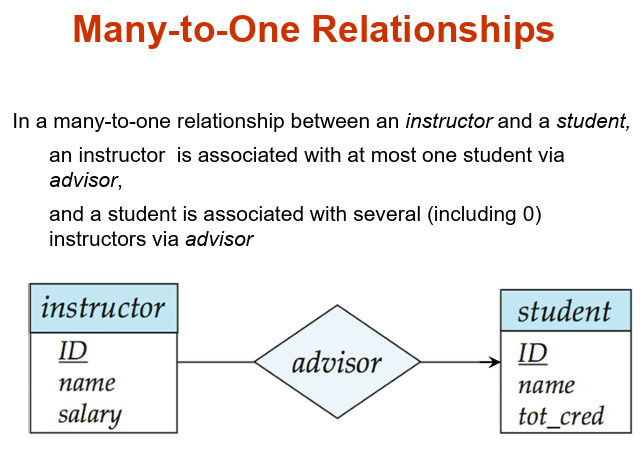 Many-to-One Relationships
In a many-to-one relationship between an instructor and a student,
an instructor is associated with at most one student via
advisor,
and a student is associated with several (including 0)
instructors via advisor
instructor
ID
name
salary
advisor
student
ID
name
tot_cred